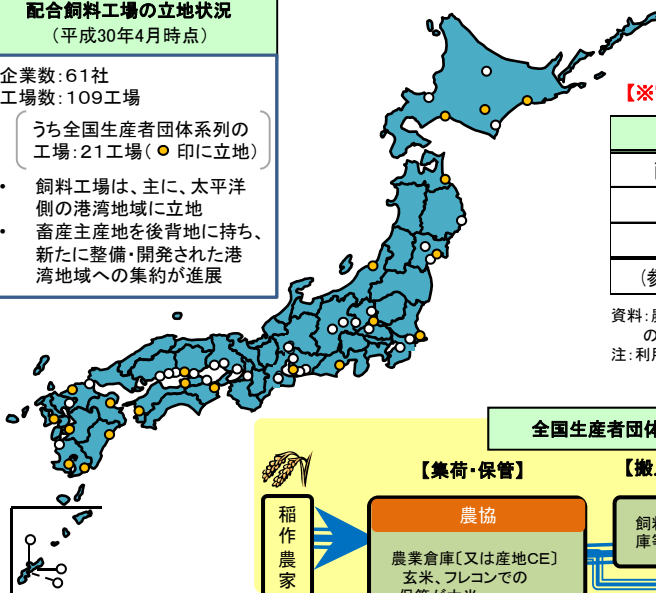 配合飼料工場の立地状況
（平成30年4月時点）
企業数：61社
工場数：109工場
うち全国生産者団体系列の
工場：21工場（ 印に立地）
・ 飼料工場は、主に、太平洋
側の港湾地域に立地
・ 畜産主産地を後背地に持ち、
新たに整備・開発された港
湾地域への集約が進展
【※
（参
資料：
の
注：利用
全国生産者団体
【集荷・保管】
【搬
稲作農家
農協
農業倉庫〔又は産地CE〕
玄米、フレコンでの
飼料
庫等